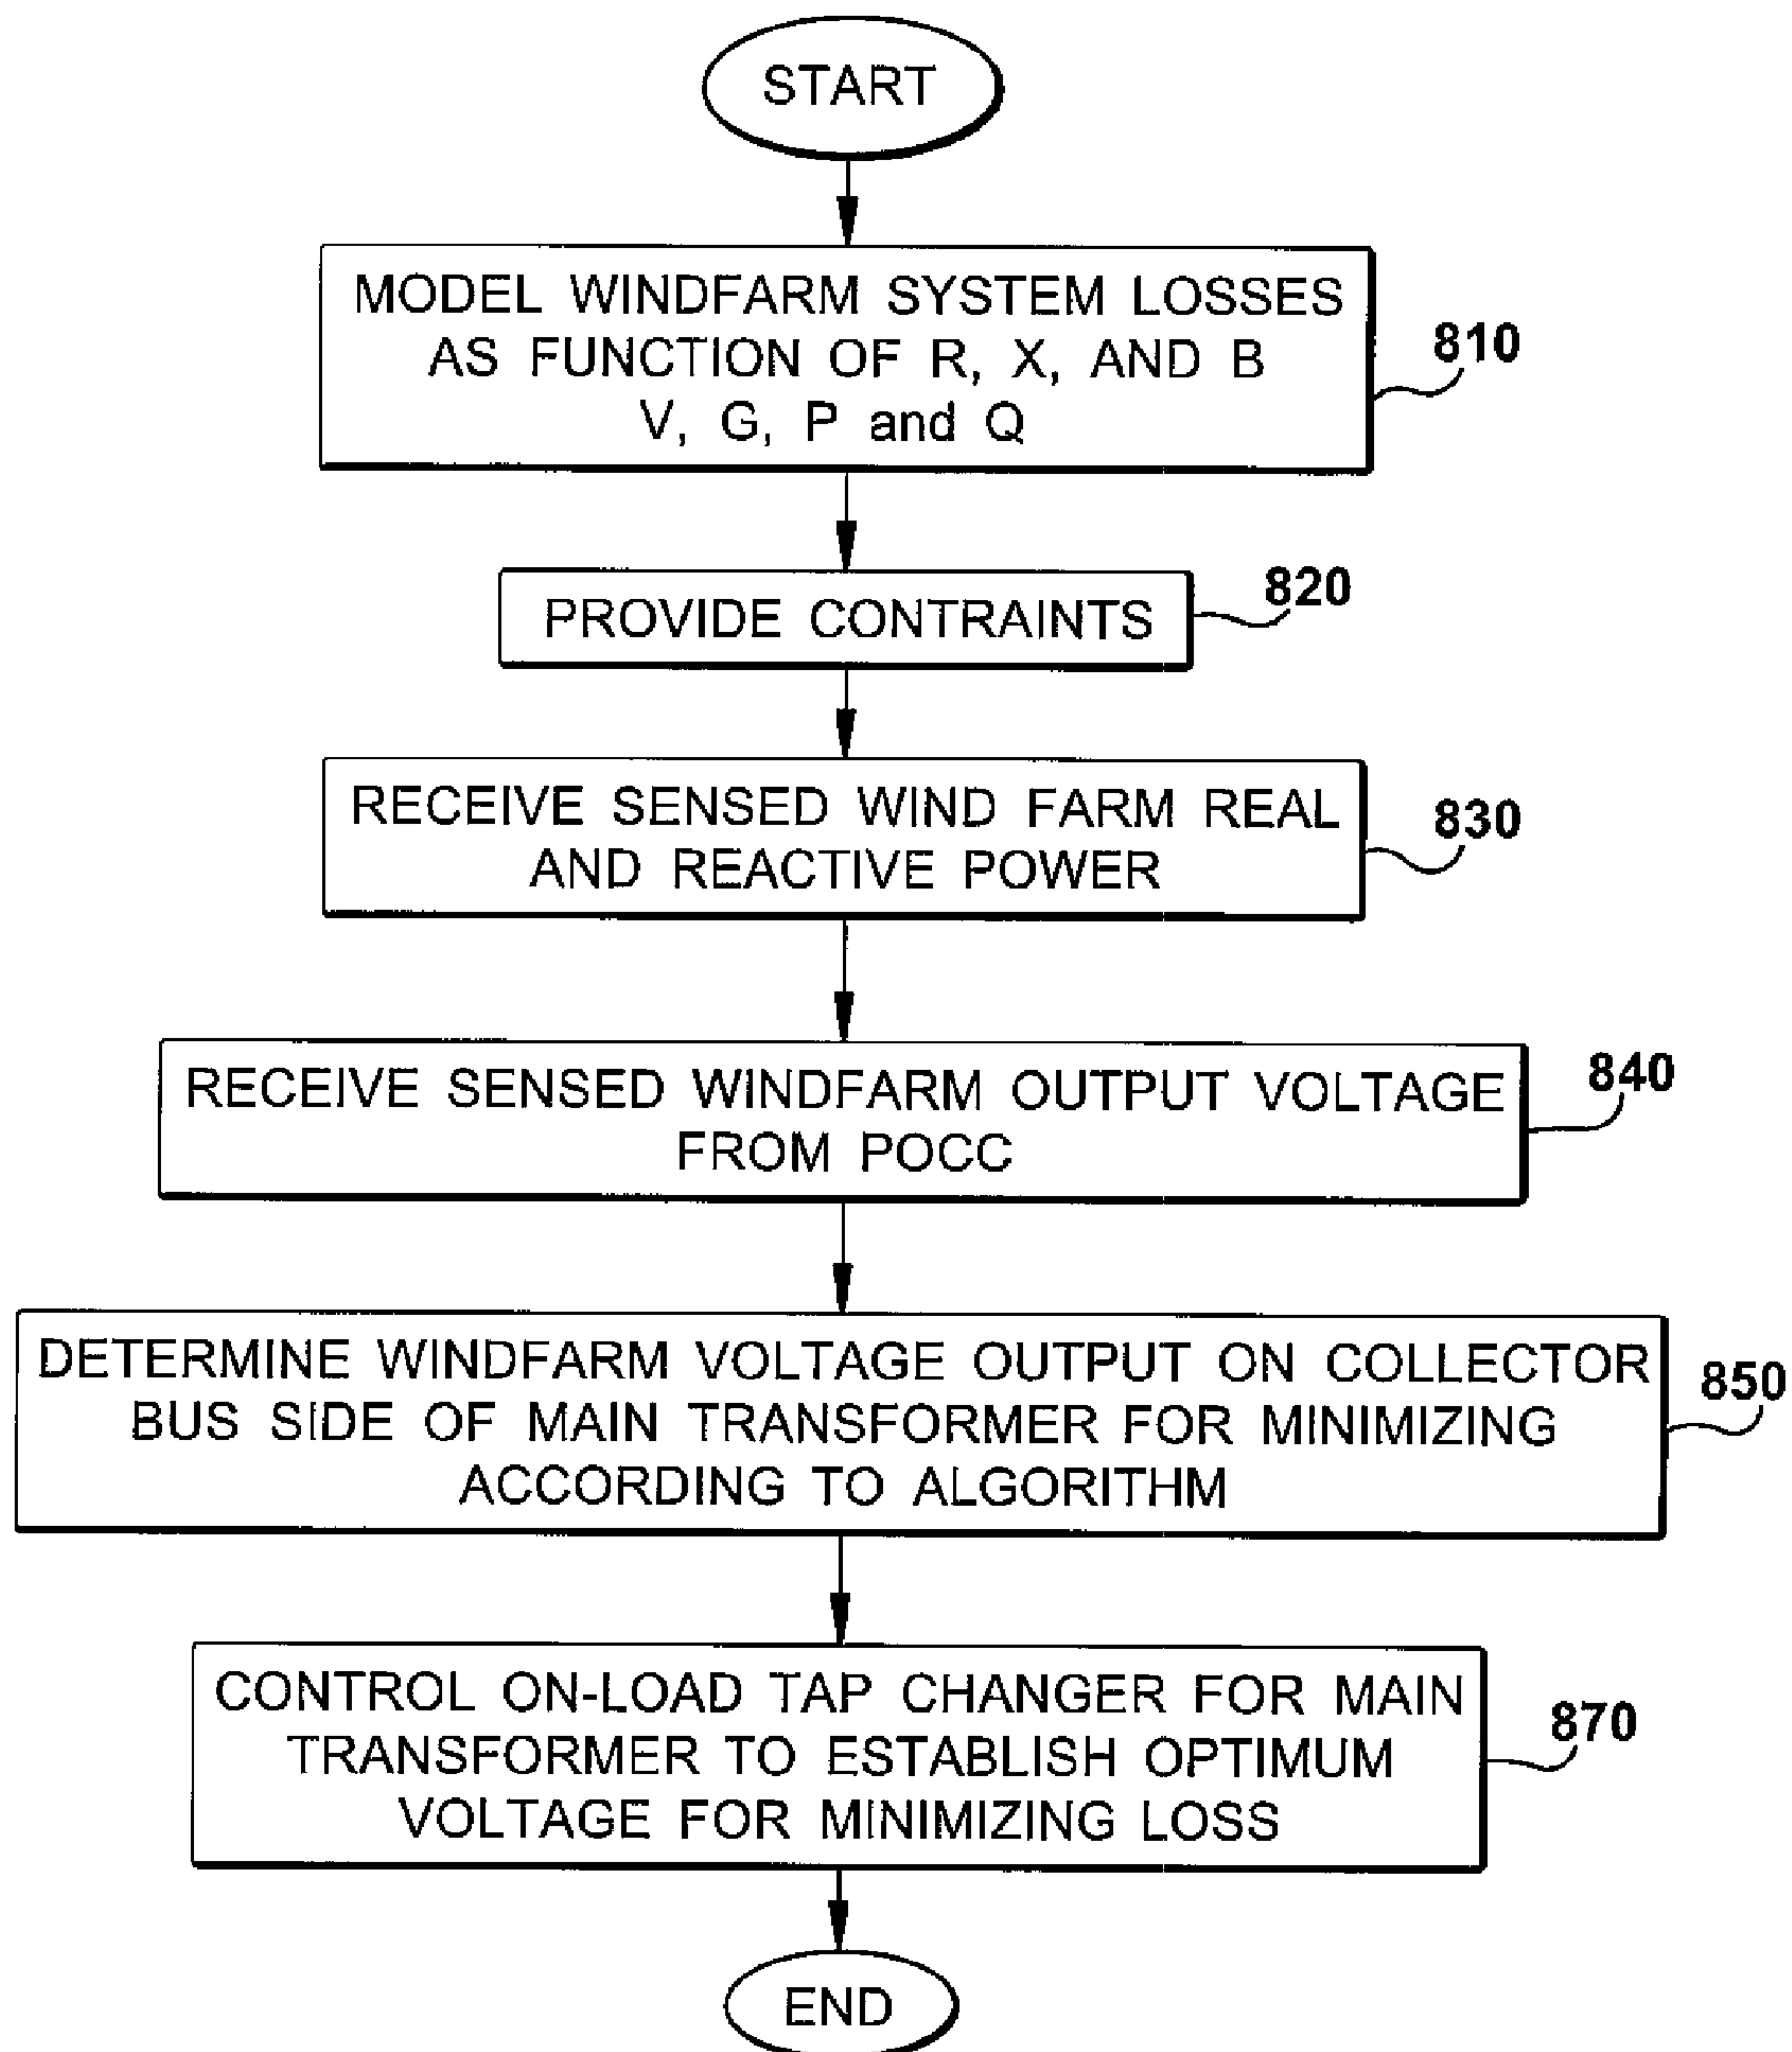 START
MODEL WINDFARM SYSTEM LOSSES
AS FUNCTION OF R, X, AND B
V, G, P and Q
810
PROVIDE CONTRAINTS
820
RECEIVE SENSED WIND FARM REAL
AND REACTIVE POWER
830
RECEIVE SENSED WINDFARM OUTPUT VOLTAGE
FROM POCC
840
DETERMINE WINDFARM VOLTAGE OUTPUT ON COLLECTOR
BUS SIDE OF MAIN TRANSFORMER FOR MINIMIZING
ACCORDING TO ALGORITHM
850
CONTROL ON-LOAD TAP CHANGER FOR MAIN
TRANSFORMER TO ESTABLISH OPTIMUM
VOLTAGE FOR MINIMIZING LOSS
870
END